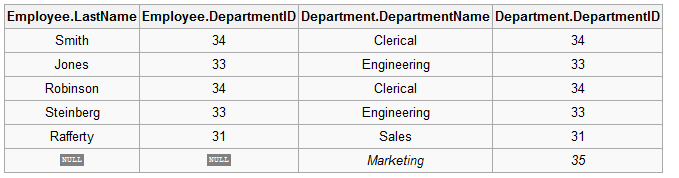 Employee.LastName Employee.DepartmentID Department.DepartmentName Department.DepartmentID
Smith 34 Clerical 34
Jones 33 Engineering 33
Robinson 34 Clerical 34
Steinberg 33 Engineering 33
Rafferty 31 Sales 31
NULL NULL Marketing 35